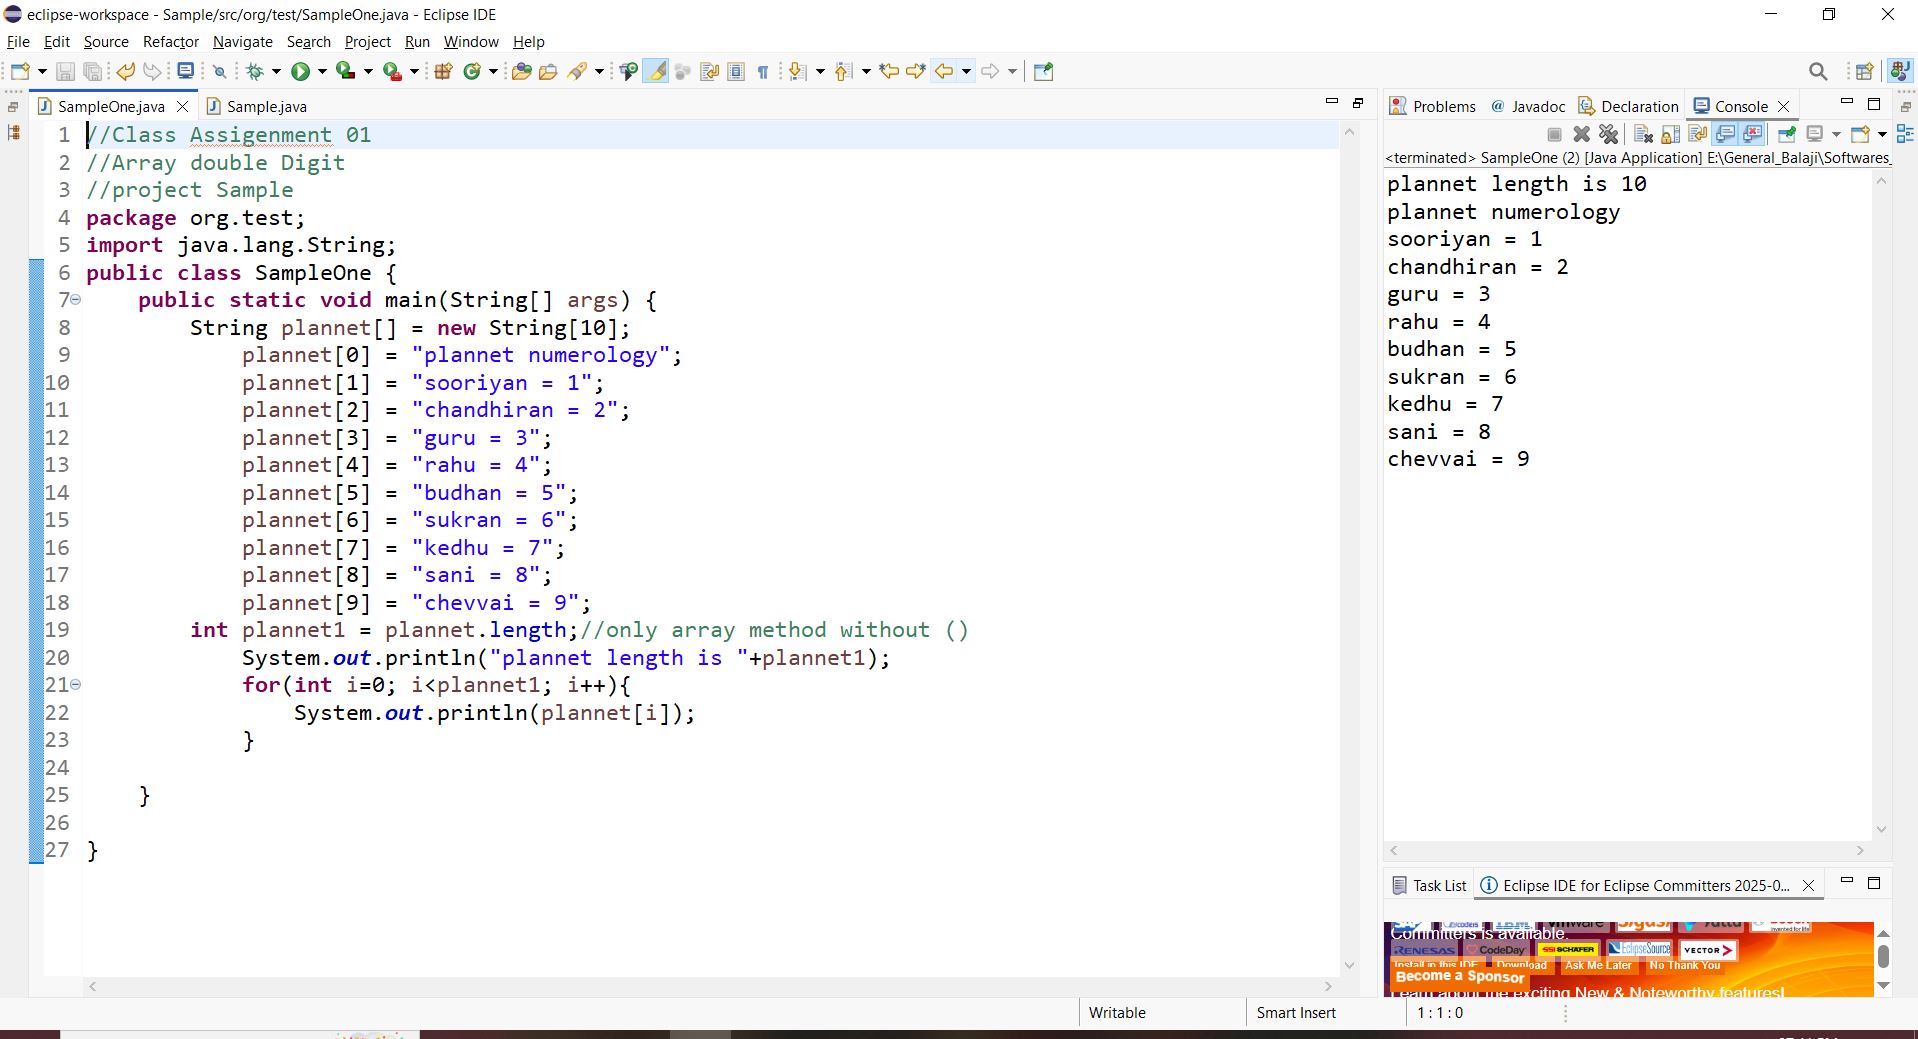 eclipse-workspace - Sample/src/org/test/SampleOne.java - Eclipse IDE
File Edit Source Refactor Navigate Search Project Run Window Help
SampleOne.java Sample.java
1 //Class Assigenment 01
2 //Array double Digit
3 //project Sample
4 package org.test;
5 import java.lang.String;
6 public class SampleOne {
7 public static void main(String[] args) {
8 String plannet[] = new String[10];
9 plannet[0] = "plannet numerology";
10 plannet[1] = "sooriyan = 1";
11 plannet[2] = "chandhiran = 2";
12 plannet[3] = "guru = 3";
13 plannet[4] = "rahu = 4";
14 plannet[5] = "budhan = 5";
15 plannet[6] = "sukran = 6";
16 plannet[7] = "kedhu = 7";
17 plannet[8] = "sani = 8";
18 plannet[9] = "chevvai = 9";
19 int plannet1 = plannet.length;//only array method without ()
20 System.out.println("plannet length is "+plannet1);
21 for(int i=0; i<plannet1; i++){
22 System.out.println(plannet[i]);
23 }
24
25 }
26
27 }
Problems Javadoc Declaration Console
<terminated> SampleOne (2) [Java Application] E:\General_Balaji\Softwares_
plannet length is 10
plannet numerology
sooriyan = 1
chandhiran = 2
guru = 3
rahu = 4
budhan = 5
sukran = 6
kedhu = 7
sani = 8
chevvai = 9
Task List Eclipse IDE for Eclipse Committers 2025-0...
vmware
Committers is available.
RENESAS CodeDay SCHÄFER EclipseSource VECTOR
Install in this IDE Download Ask Me Later No Thank You
Become a Sponsor
Learn about the exciting New & Noteworthy features!
Writable Smart Insert 1 : 1 : 0